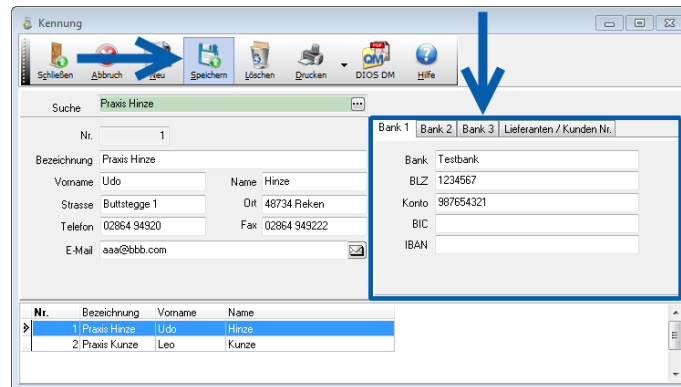 Kennung
Schließen Abbruch Neu Speichern Löschen Drucken DIOS DM Hilfe
QM
Suche Praxis Hinze
Nr. 1
Bezeichnung Praxis Hinze
Vorname Udo Name Hinze
Strasse Buttstegge 1 Ort 48734 Reken
Telefon 02864 94920 Fax 02864 949222
E-Mail aaa@bbb.com
Bank 1 Bank 2 Bank 3 Lieferanten / Kunden Nr.
Bank Testbank
BLZ 1234567
Konto 987654321
BIC
IBAN
Nr. Bezeichnung Vorname Name
1 Praxis Hinze Udo Hinze
2 Praxis Kunze Leo Kunze